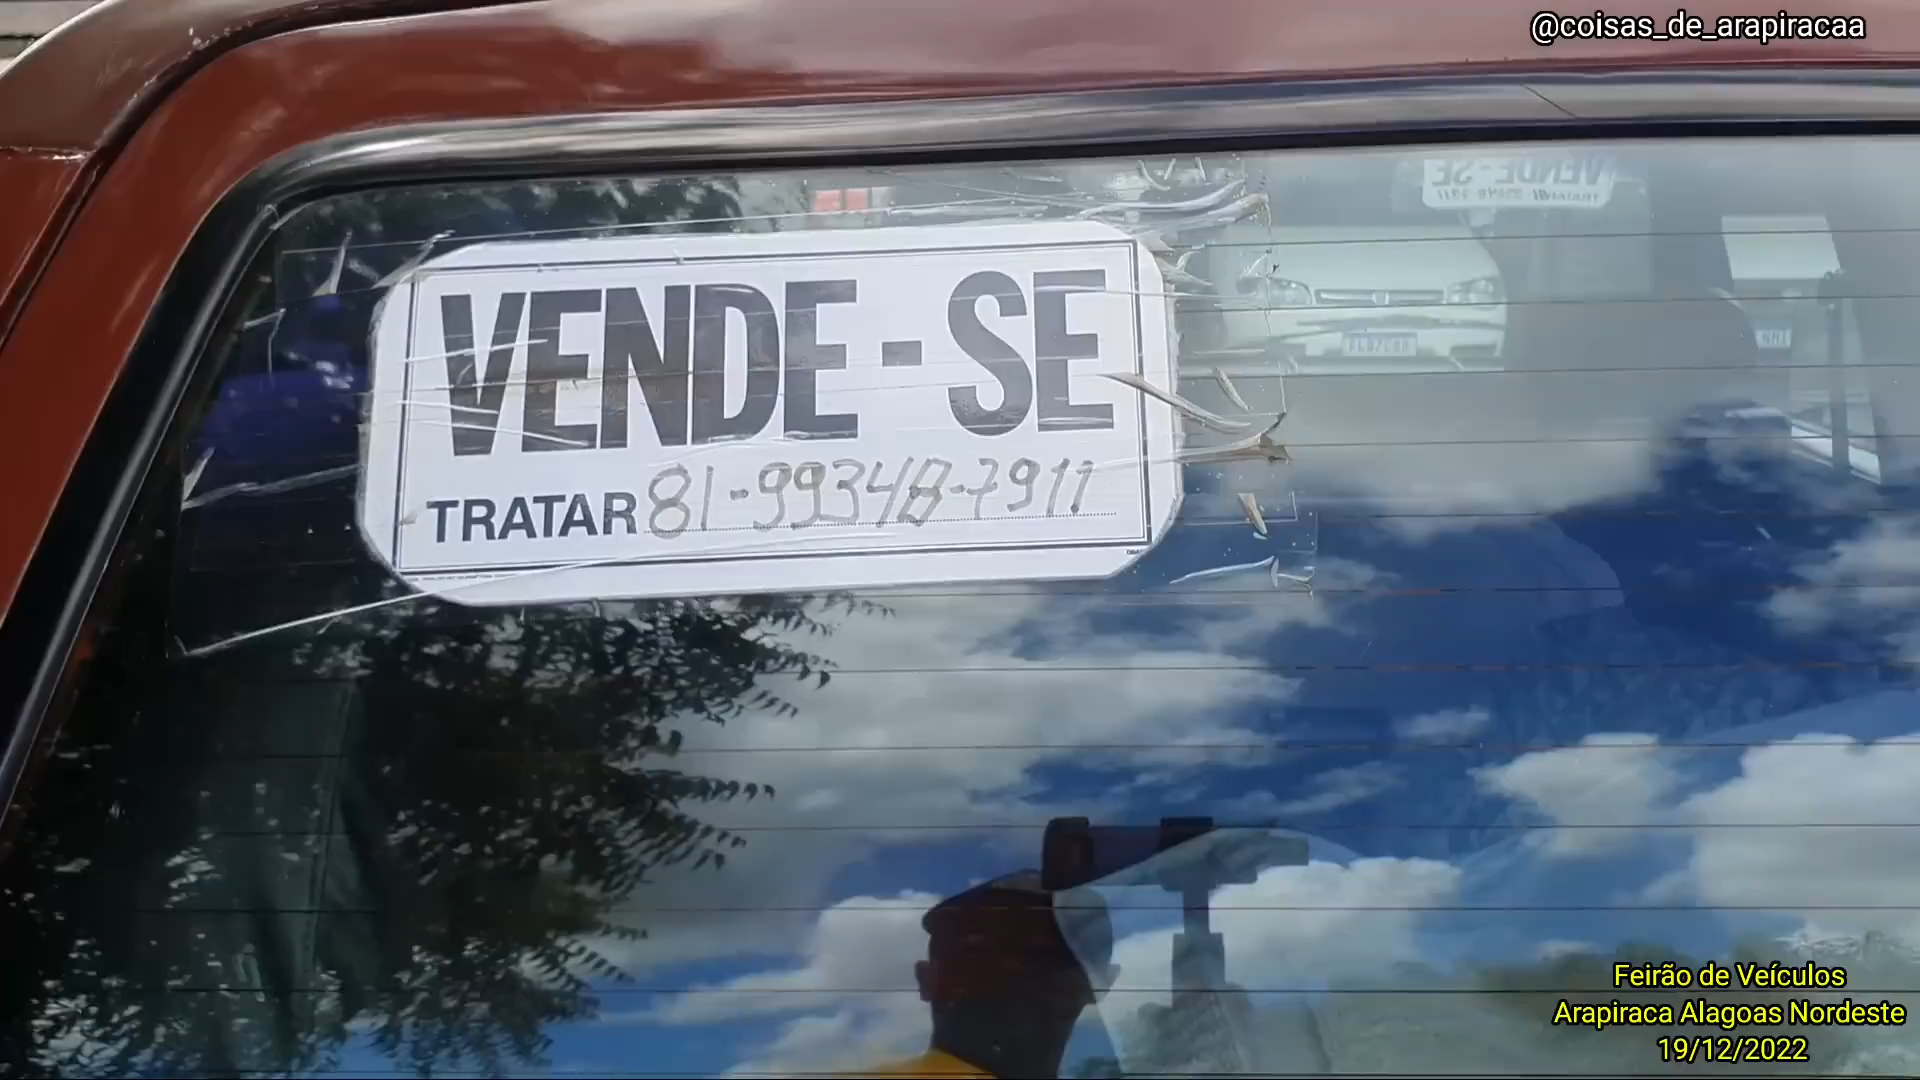 @coisas_de_arapiracaa
VENDE-SE
TRATAR 81-99348-7911
Feirão de Veículos
Arapiraca Alagoas Nordeste
19/12/2022